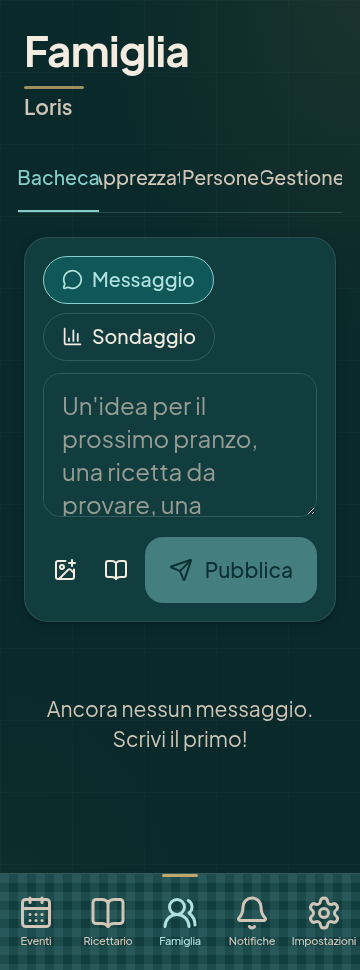 Famiglia
Loris
Bacheca
Persone
Gestione
Messaggio
Sondaggio
Un'idea per il
prossimo pranzo,
una ricetta da
provare, una
Pubblica
Ancora nessun messaggio.
Scrivi il primo!
Eventi
Ricettario
Famiglia
Notifiche
Impostazioni